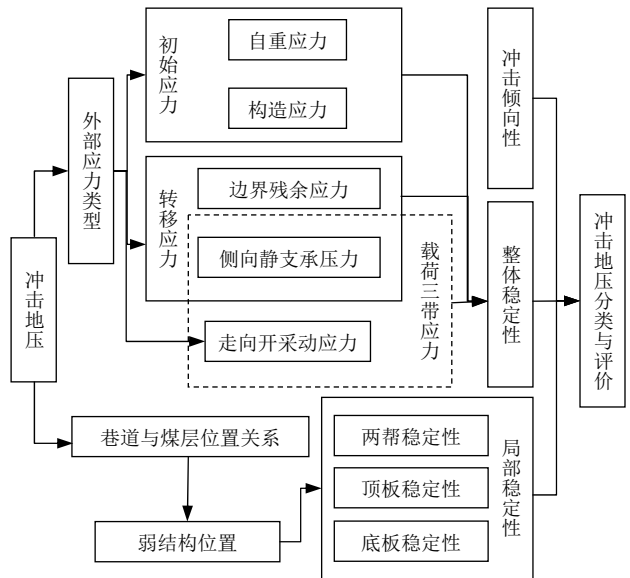 冲击地压
外部应力类型
初始应力
自重应力
构造应力
转移应力
边界残余应力
侧向静支承压力
走向开采动应力
载荷三带应力
巷道与煤层位置关系
弱结构位置
冲击倾向性
整体稳定性
局部稳定性
两帮稳定性
顶板稳定性
底板稳定性
冲击地压分类与评价